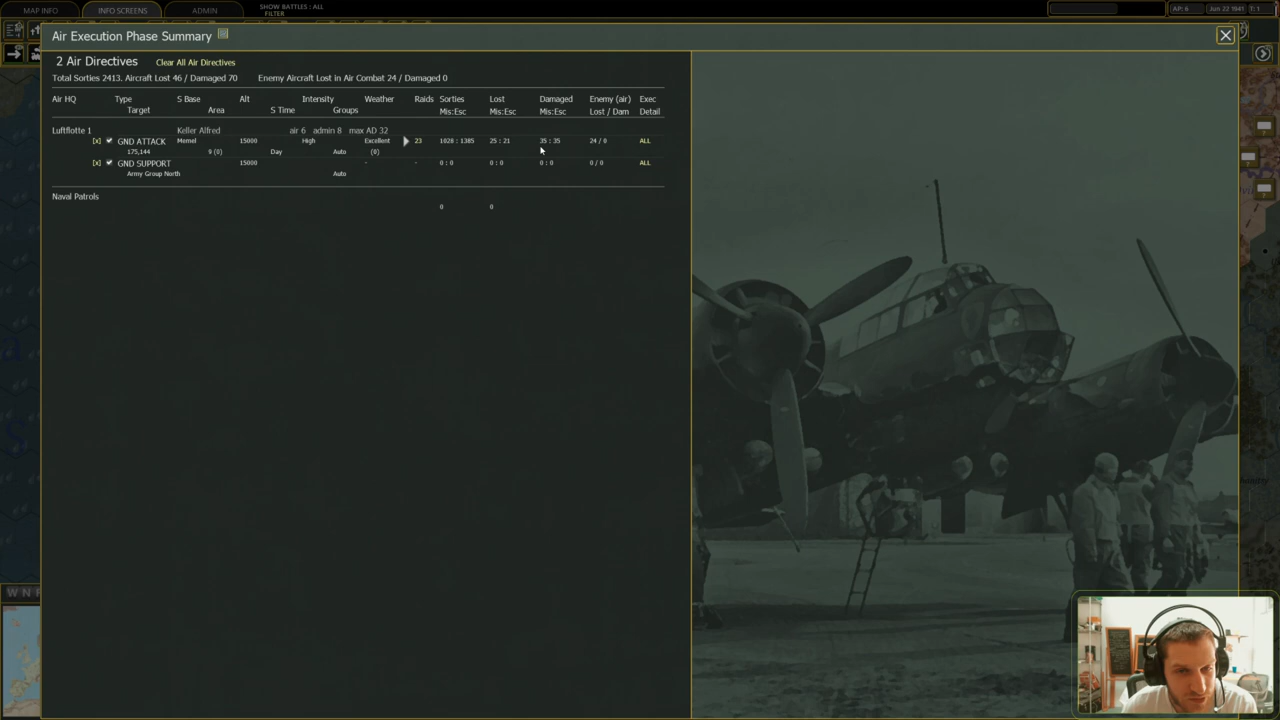 MAP INFO INFO SCREENS ADMIN SHOW BATTLES : ALL
FILTER
AP: 6 Jun 22 1941 T: 1
Air Execution Phase Summary
2 Air Directives Clear All Air Directives
Total Sorties 2413. Aircraft Lost 46 / Damaged 70 Enemy Aircraft Lost in Air Combat 24 / Damaged 0
Air HQ Type S Base Alt Intensity Weather Raids Sorties Lost Damaged Enemy (air) Exec
Target Area S Time Groups Mis:Esc Mis:Esc Mis:Esc Lost / Dam Detail
Luftflotte 1 Keller Alfred air 6 admin 8 max AD 32
[x] GND ATTACK Memel 15000 High Excellent 23 1028 : 1385 25 : 21 35 : 35 24 / 0 ALL
175,144 9 (0) Day Auto (0)
[x] GND SUPPORT 15000 - - 0 : 0 0 : 0 0 : 0 0 / 0 ALL
Army Group North Auto
Naval Patrols
0 0